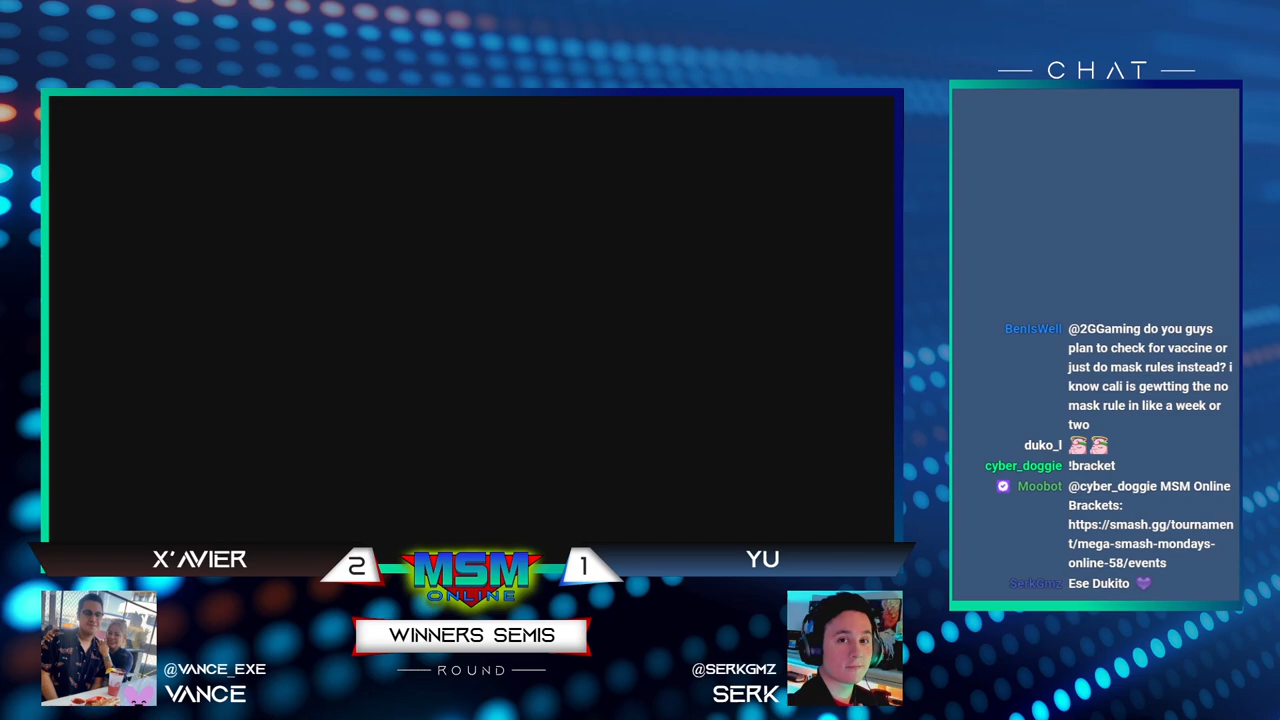 CHAT
BenIsWell @2GGaming do you guys
plan to check for vaccine or
just do mask rules instead? i
know cali is gewtting the no
mask rule in like a week or
two
duko_l
cyber_doggie !bracket
Moobot @cyber_doggie MSM Online
Brackets:
https://smash.gg/tournamen
t/mega-smash-mondays-
online-58/events
SerkGmz Ese Dukito
X'AVIER 2 MSM 1 YU
ONLINE
WINNERS SEMIS
ROUND
@VANCE_EXE
VANCE
@SERKGMZ
SERK